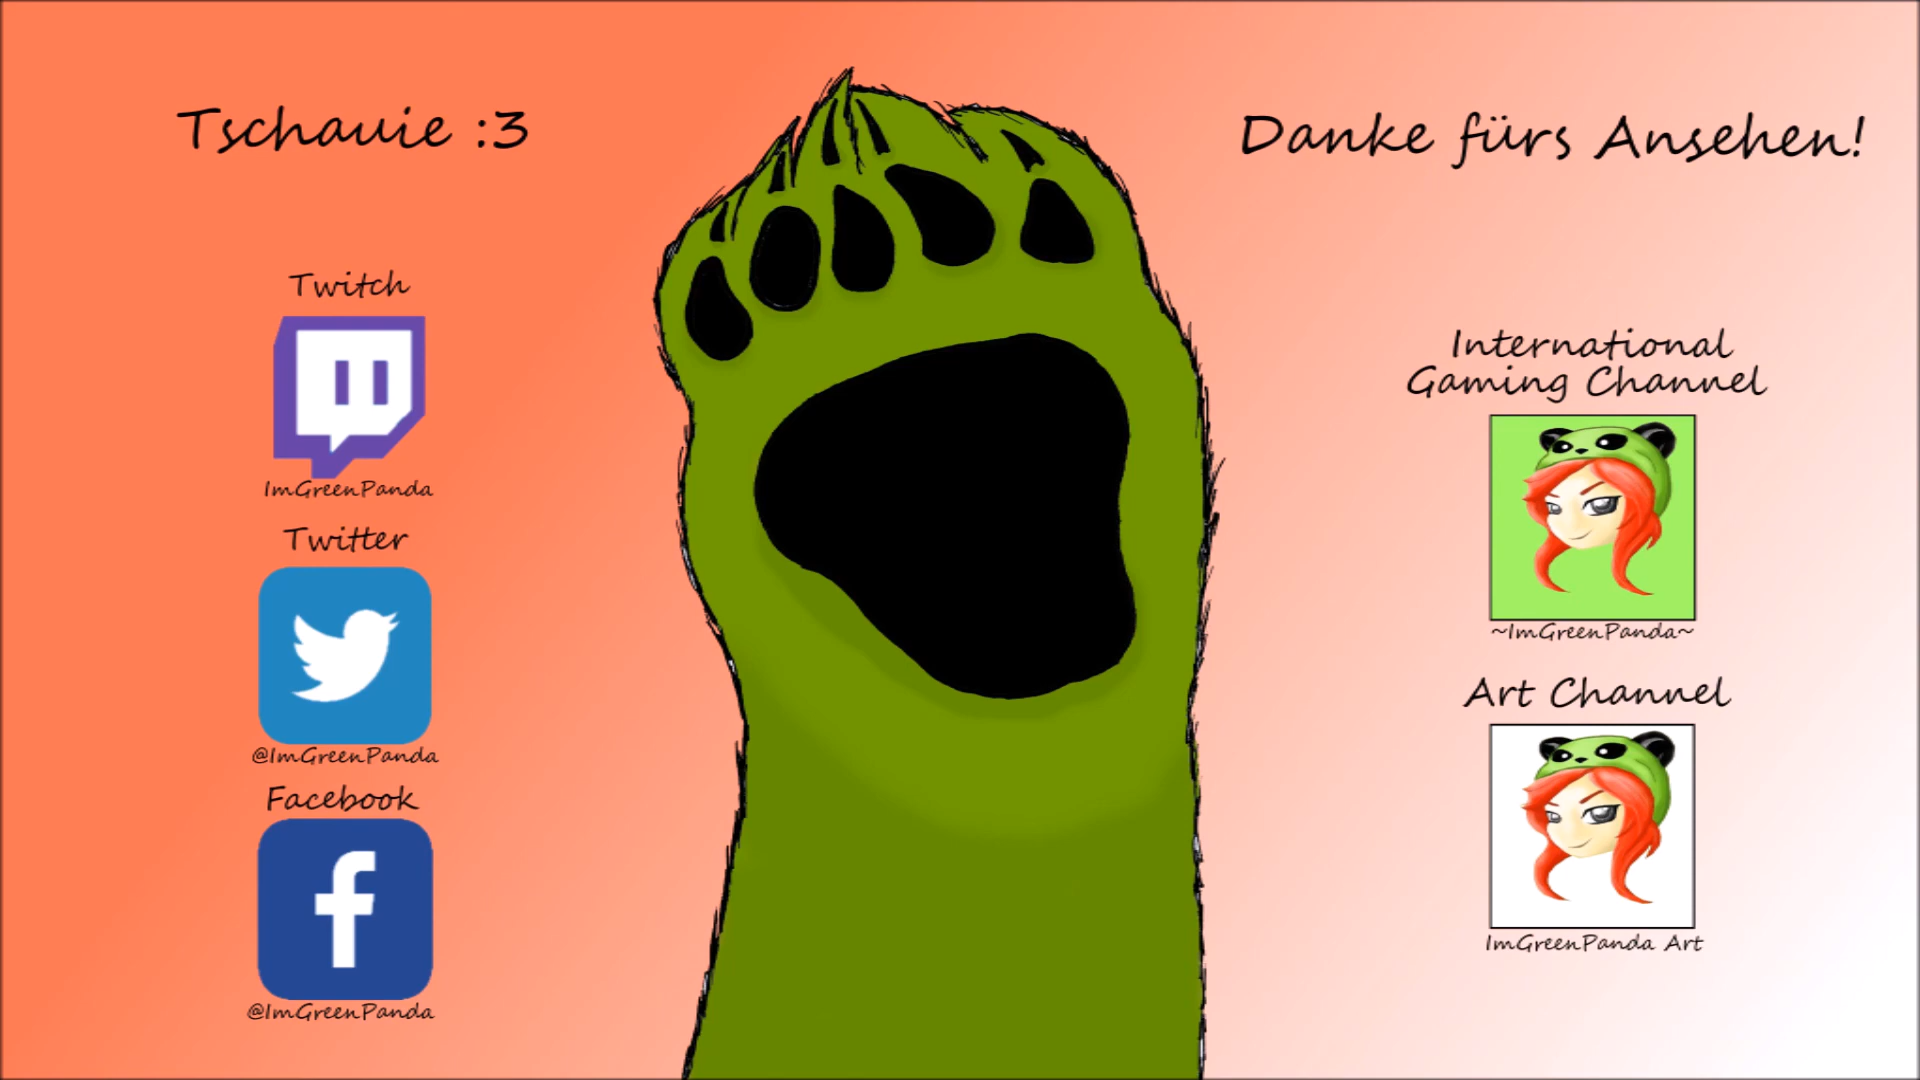 Tschauie :3
Danke fürs Ansehen!
Twitch
ImGreenPanda
Twitter
@ImGreenPanda
Facebook
@ImGreenPanda
International
Gaming Channel
~ImGreenPanda~
Art Channel
ImGreenPanda Art